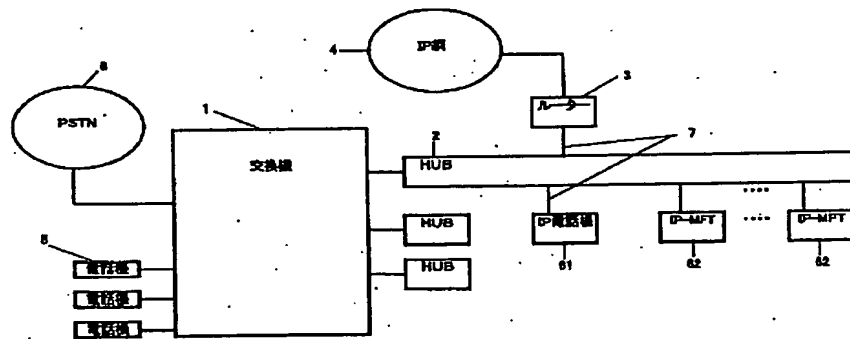 4
IP網
8
PSTN
1
3
ルータ
7
交換機
2
HUB
HUB
HUB
IP電話機
61
IP-MFT
62
....
....
IP-MFT
62
5
電話機
電話機
電話機